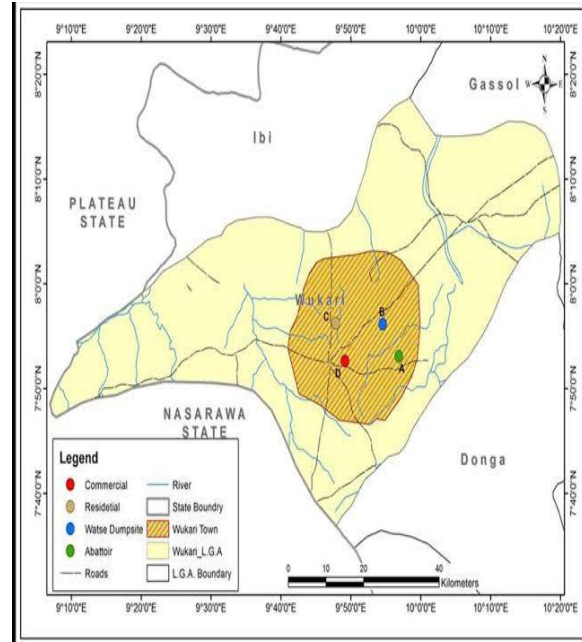 9°10'0"E 9°20'0"E 9°30'0"E 9°40'0"E 9°50'0"E 10°0'0"E 10°10'0"E 10°20'0"E
8°20'0"N
8°20'0"N
Gassol
N
W E
S
Ibi
8°10'0"N
8°10'0"N
PLATEAU
STATE
8°0'0"N
8°0'0"N
Wukari
C
B
A
D
7°50'0"N
7°50'0"N
NASARAWA
STATE
Donga
7°40'0"N
7°40'0"N
Legend
Commercial
Residetial
Watse Dumpsite
Abattoir
Roads
River
State Boundry
Wukari Town
Wukari_L.G.A
L.G.A. Boundary
0 10 20 40
Kilometers
9°10'0"E 9°20'0"E 9°30'0"E 9°40'0"E 9°50'0"E 10°0'0"E 10°10'0"E 10°20'0"E